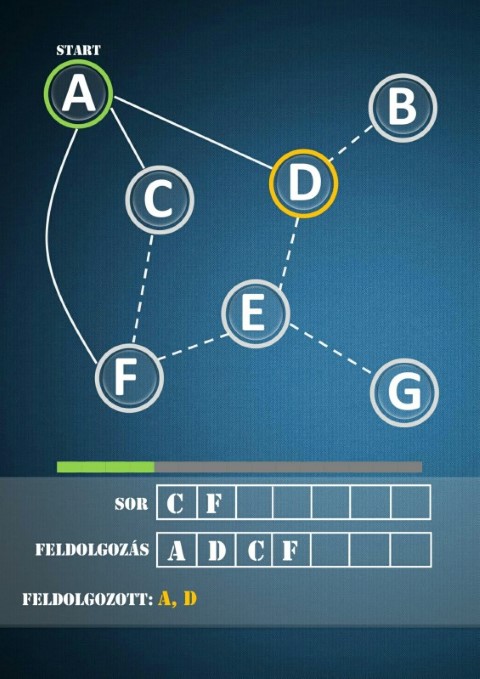 START
A
B
D
C
E
F
G
SOR C F
FELDOLGOZÁS A D C F
FELDOLGOZOTT: A, D